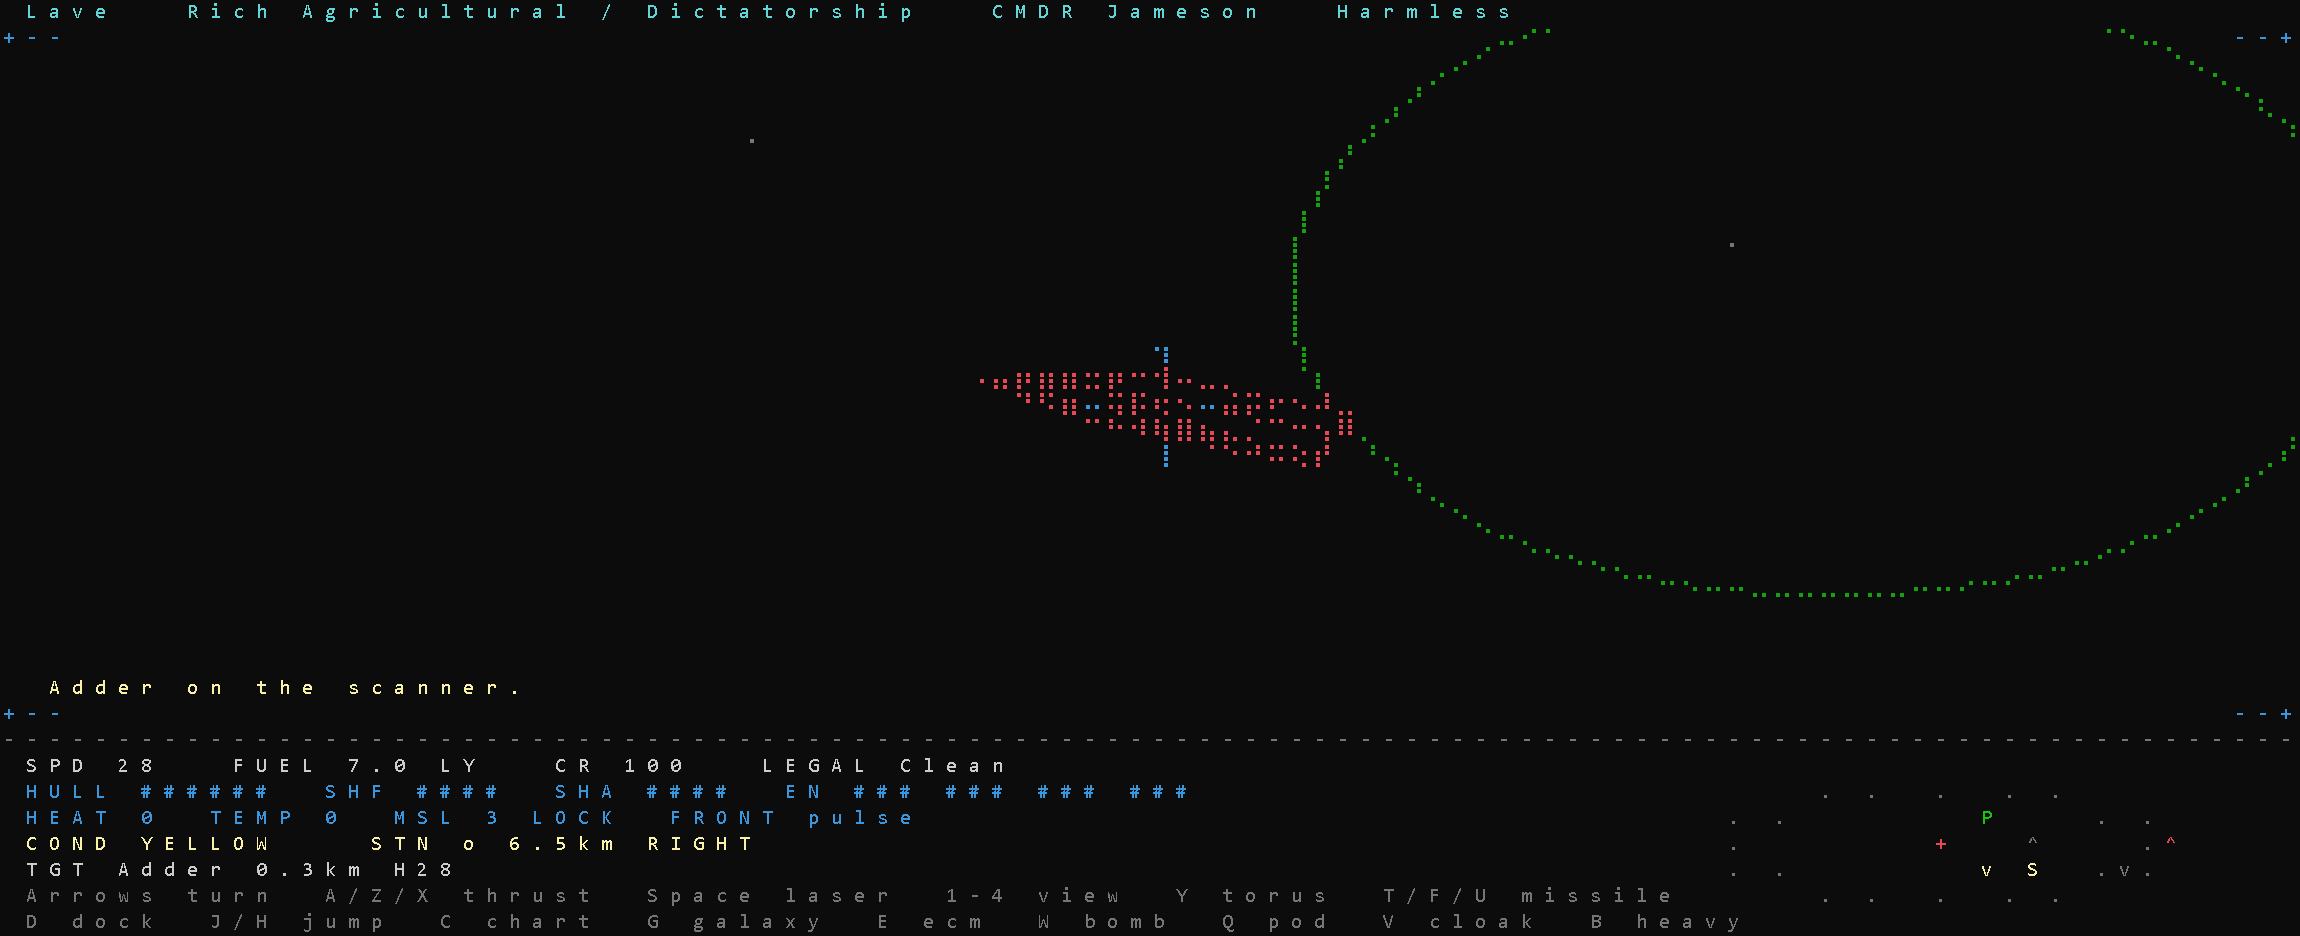 Lave Rich Agricultural / Dictatorship CMDR Jameson Harmless
+-- --+
Adder on the scanner.
+-- --+
SPD 28 FUEL 7.0 LY CR 100 LEGAL Clean
HULL ###### SHF #### SHA #### EN ### ### ### ###
HEAT 0 TEMP 0 MSL 3 LOCK FRONT pulse
P
COND YELLOW STN o 6.5km RIGHT
+ ^ ^
TGT Adder 0.3km H28
v S v
Arrows turn A/Z/X thrust Space laser 1-4 view Y torus T/F/U missile
D dock J/H jump C chart G galaxy E ecm W bomb Q pod V cloak B heavy